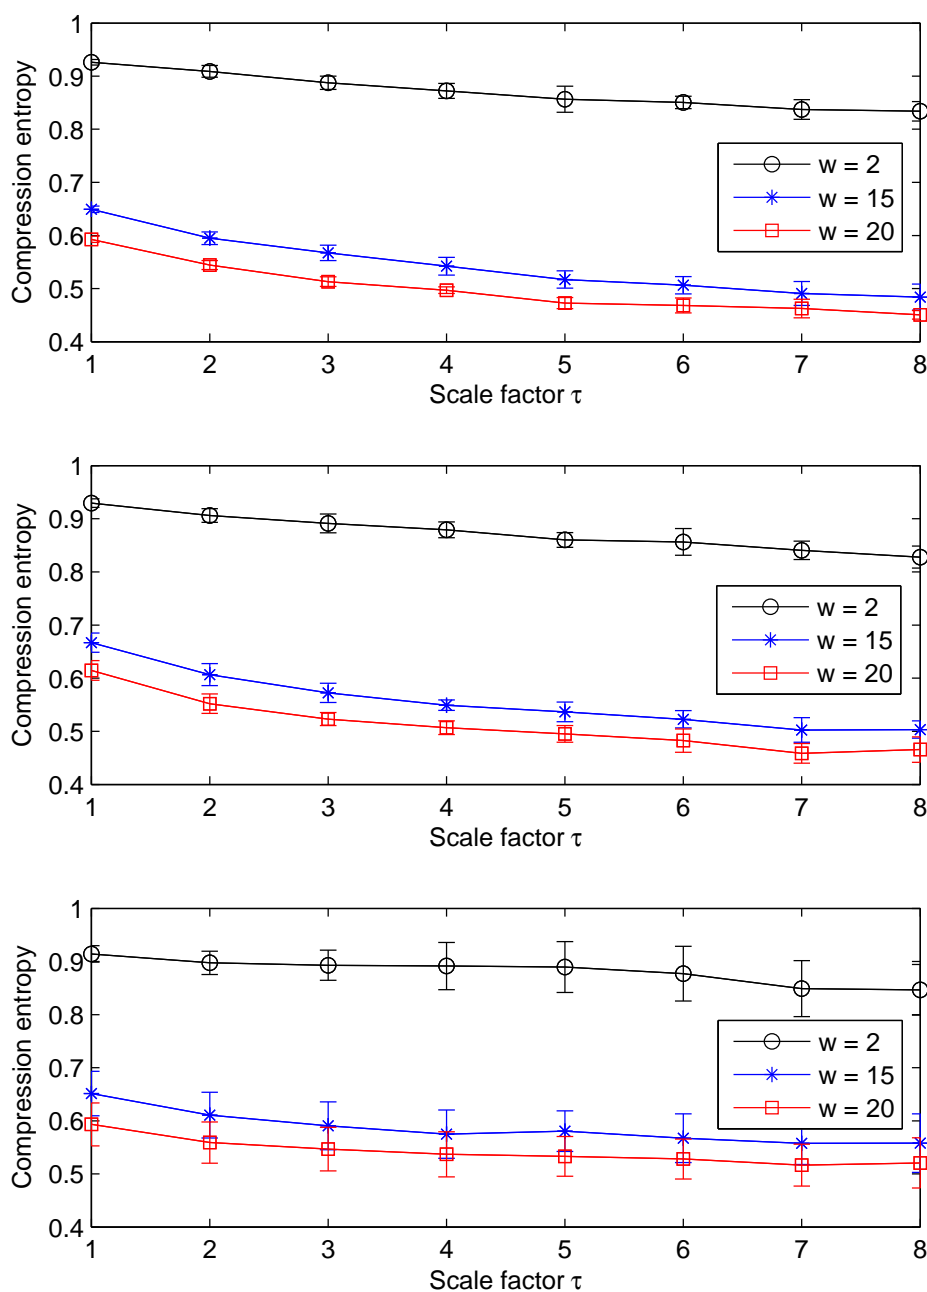 1
0.9
0.8
0.7
0.6
0.5
0.4
Compression entropy
w = 2
w = 15
w = 20
1 2 3 4 5 6 7 8
Scale factor τ
1
0.9
0.8
0.7
0.6
0.5
0.4
Compression entropy
w = 2
w = 15
w = 20
1 2 3 4 5 6 7 8
Scale factor τ
1
0.9
0.8
0.7
0.6
0.5
0.4
Compression entropy
w = 2
w = 15
w = 20
1 2 3 4 5 6 7 8
Scale factor τ